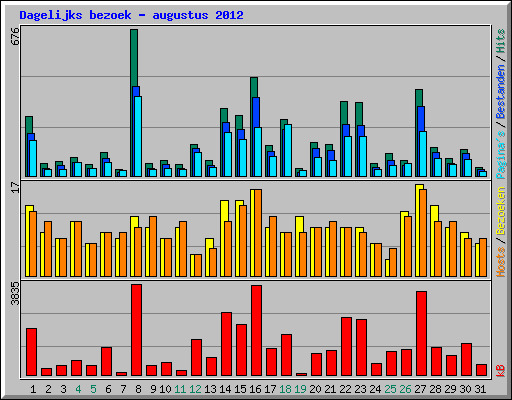 Dagelijks bezoek - augustus 2012
676
17
3835
Hits / Bestanden / Pagina's
Bezoeken / Hosts
kB
1 2 3 4 5 6 7 8 9 10 11 12 13 14 15 16 17 18 19 20 21 22 23 24 25 26 27 28 29 30 31